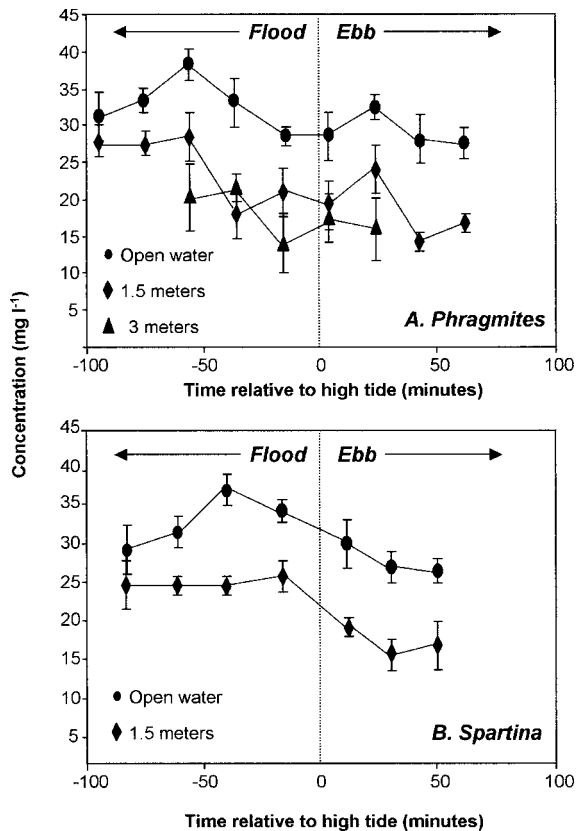 45
40
35
30
25
20
15
10
5
Flood
Ebb
Open water
1.5 meters
3 meters
A. Phragmites
-100
-50
0
50
100
Time relative to high tide (minutes)
Concentration (mg l-1)
45
40
35
30
25
20
15
10
5
Flood
Ebb
Open water
1.5 meters
B. Spartina
-100
-50
0
50
100
Time relative to high tide (minutes)